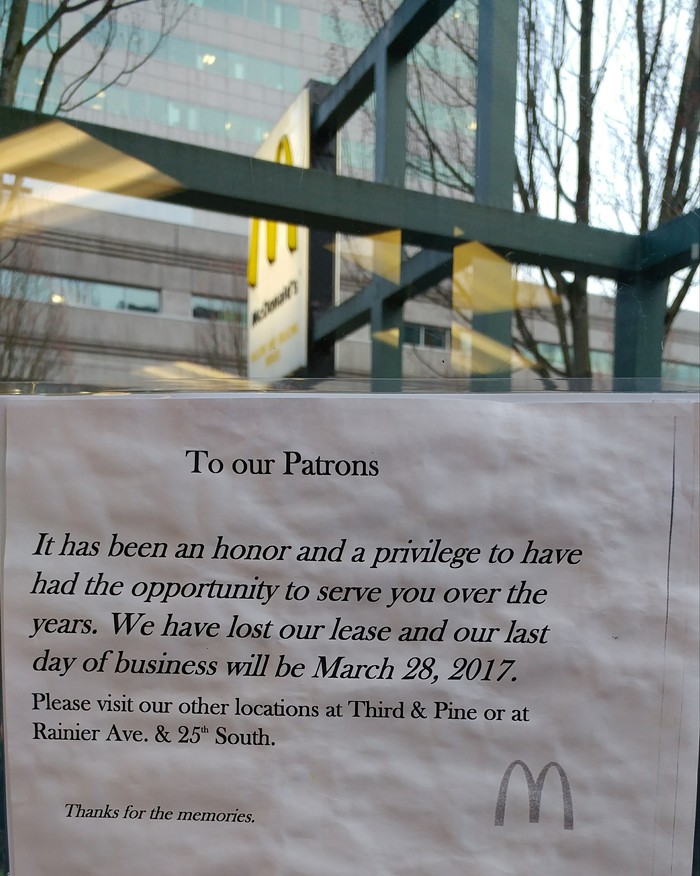 McDonald's
To our Patrons
It has been an honor and a privilege to have
had the opportunity to serve you over the
years. We have lost our lease and our last
day of business will be March 28, 2017.
Please visit our other locations at Third & Pine or at
Rainier Ave. & 25th South.
Thanks for the memories.